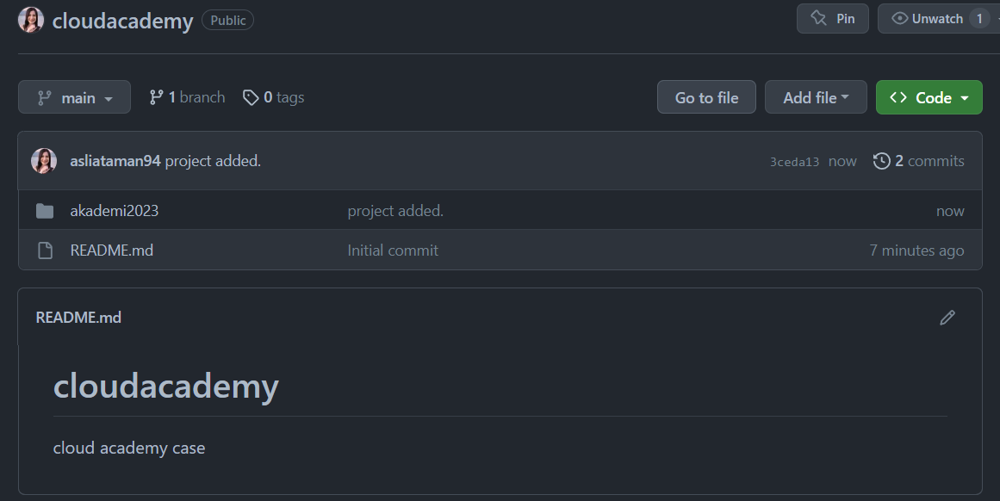 cloudacademy Public Pin Unwatch 1
main 1 branch 0 tags Go to file Add file Code
asliataman94 project added. 3ceda13 now 2 commits
akademi2023 project added. now
README.md Initial commit 7 minutes ago
README.md
cloudacademy
cloud academy case